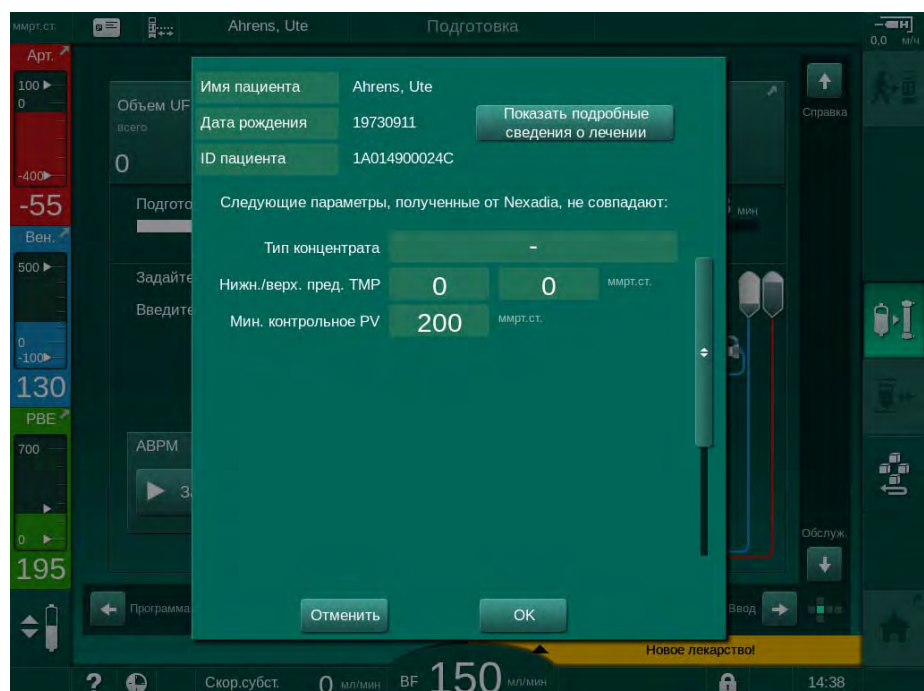 ммрт.ст.
Ahrens, Ute
Подготовка
0,0 м/ч
Арт.
100
0
-400
-55
Вен.
500
0
-100
130
PBE
700
0
195
Объем UF
всего
0
Справка
Имя пациента Ahrens, Ute
Дата рождения 19730911
Показать подробные
сведения о лечении
ID пациента 1A014900024C
Следующие параметры, полученные от Nexadia, не совпадают:
Тип концентрата -
Нижн./верх. пред. TMP 0 0 ммрт.ст.
Мин. контрольное PV 200 ммрт.ст.
Подгото
мин
Задайте
Введите
ABPM
За
Обслуж.
Отменить
OK
Программа
Ввод
Новое лекарство!
?
Скор.субст. 0 мл/мин
BF 150 мл/мин
14:38